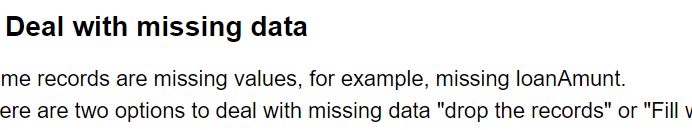 Deal with missing data
me records are missing values, for example, missing loanAmunt.
ere are two options to deal with missing data "drop the records" or "Fill